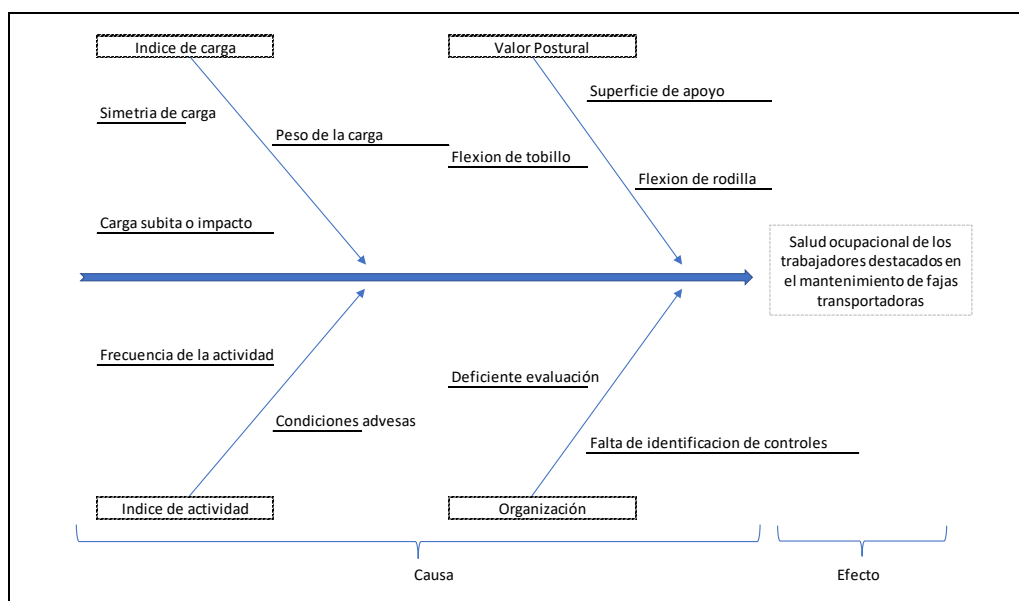 Indice de carga
Valor Postural
Simetria de carga
Superficie de apoyo
Peso de la carga
Flexion de tobillo
Flexion de rodilla
Carga subita o impacto
Salud ocupacional de los
trabajadores destacados en
el mantenimiento de fajas
transportadoras
Frecuencia de la actividad
Deficiente evaluación
Condiciones advesas
Falta de identificacion de controles
Indice de actividad
Organización
Causa
Efecto